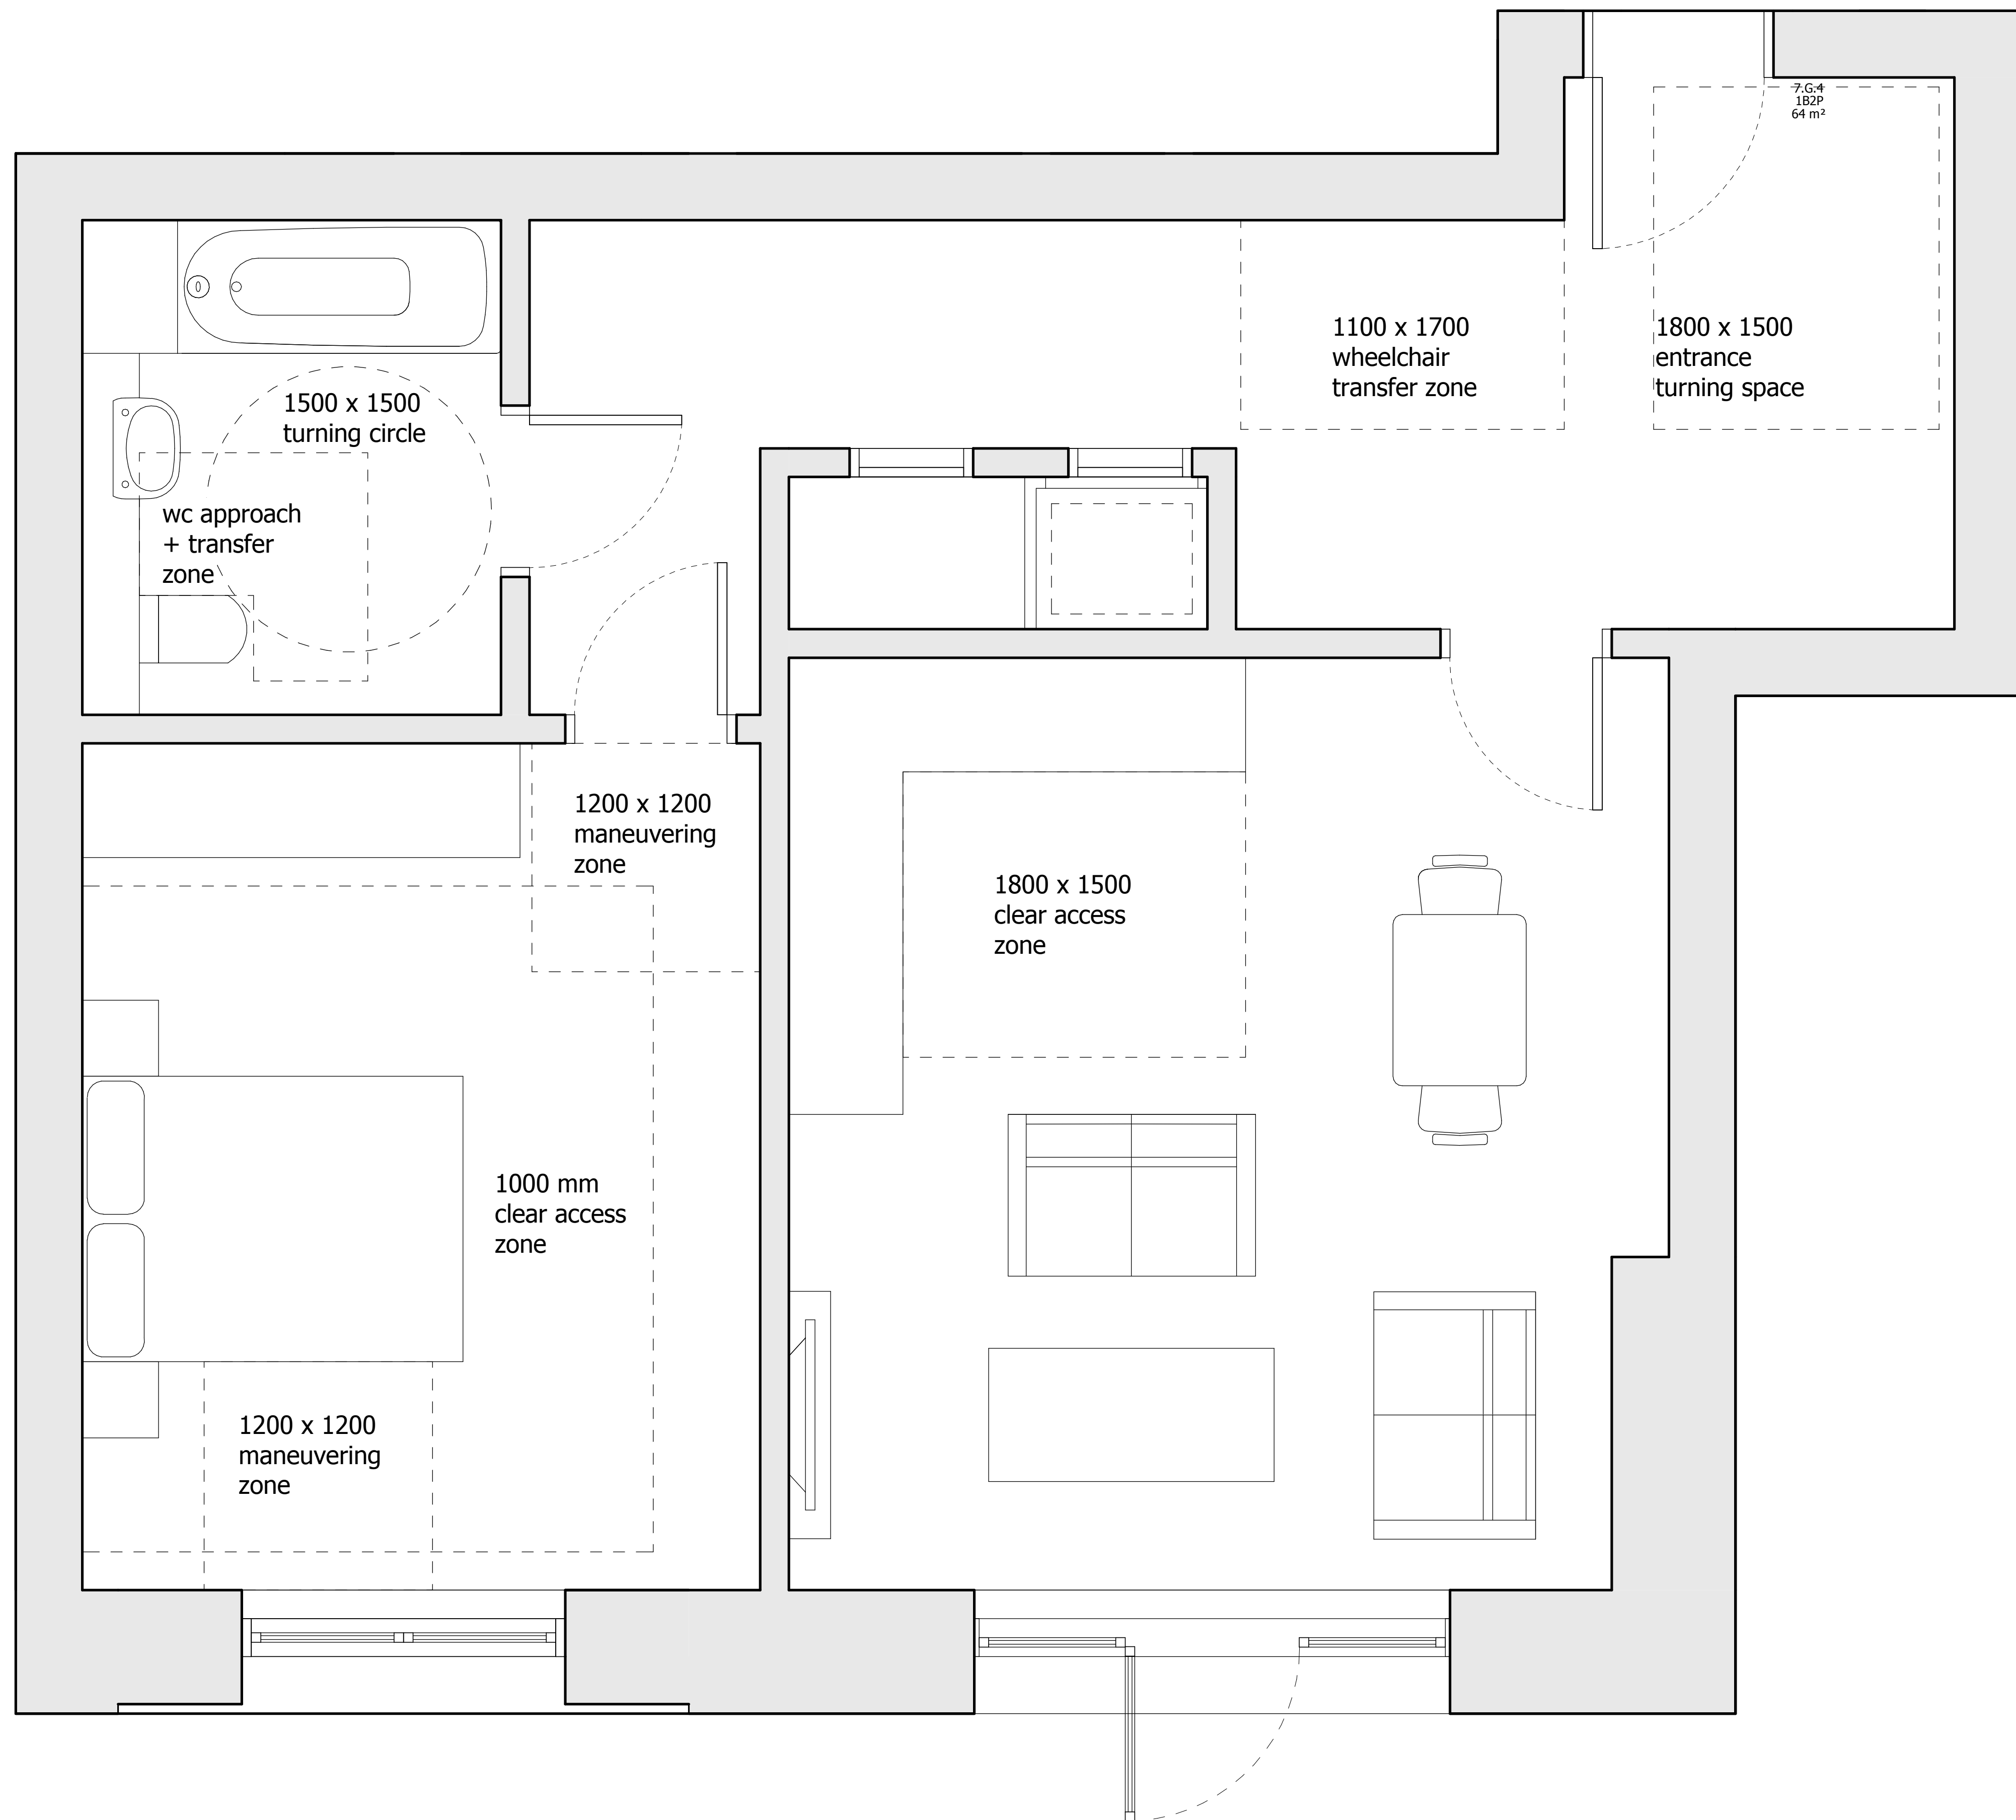 7.G.4
1B2P
64 m²
1100 x 1700
wheelchair
transfer zone
1800 x 1500
entrance
turning space
1500 x 1500
turning circle
wc approach
+ transfer
zone
1200 x 1200
maneuvering
zone
1800 x 1500
clear access
zone
1000 mm
clear access
zone
1200 x 1200
maneuvering
zone